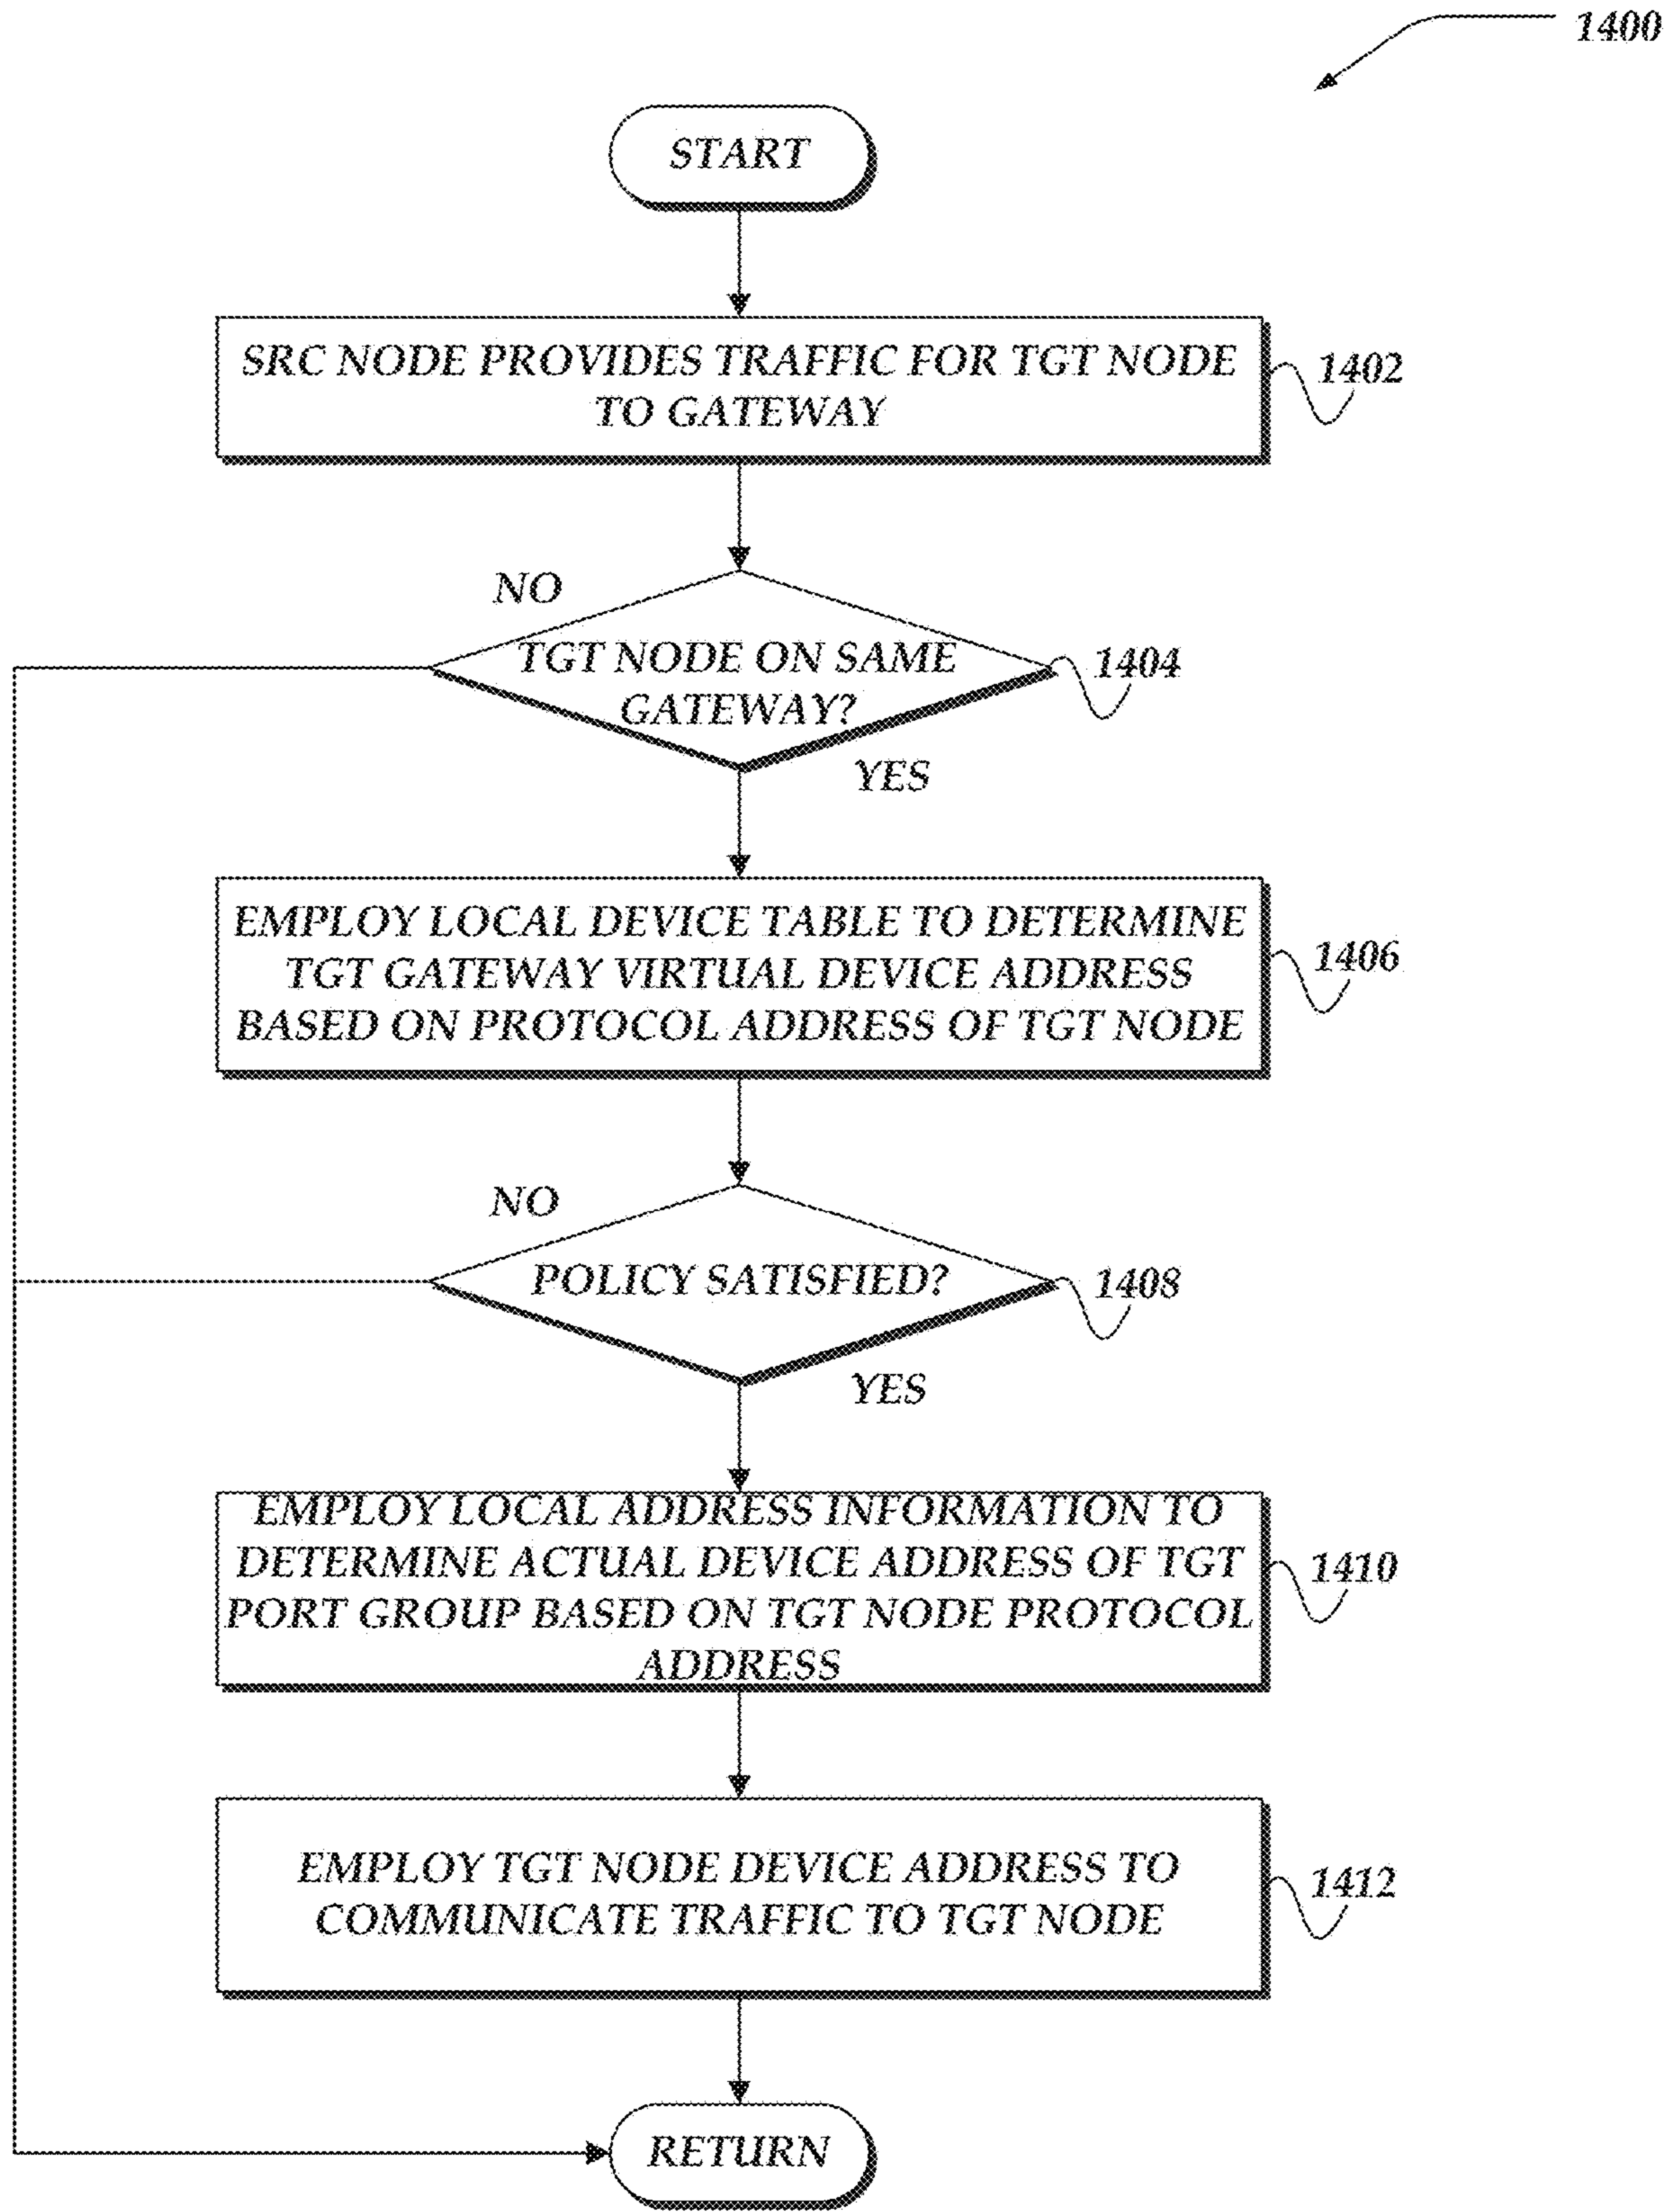 1400
START
SRC NODE PROVIDES TRAFFIC FOR TGT NODE
TO GATEWAY
1402
NO
TGT NODE ON SAME
GATEWAY?
1404
YES
EMPLOY LOCAL DEVICE TABLE TO DETERMINE
TGT GATEWAY VIRTUAL DEVICE ADDRESS
BASED ON PROTOCOL ADDRESS OF TGT NODE
1406
NO
POLICY SATISFIED?
1408
YES
EMPLOY LOCAL ADDRESS INFORMATION TO
DETERMINE ACTUAL DEVICE ADDRESS OF TGT
PORT GROUP BASED ON TGT NODE PROTOCOL
ADDRESS
1410
EMPLOY TGT NODE DEVICE ADDRESS TO
COMMUNICATE TRAFFIC TO TGT NODE
1412
RETURN